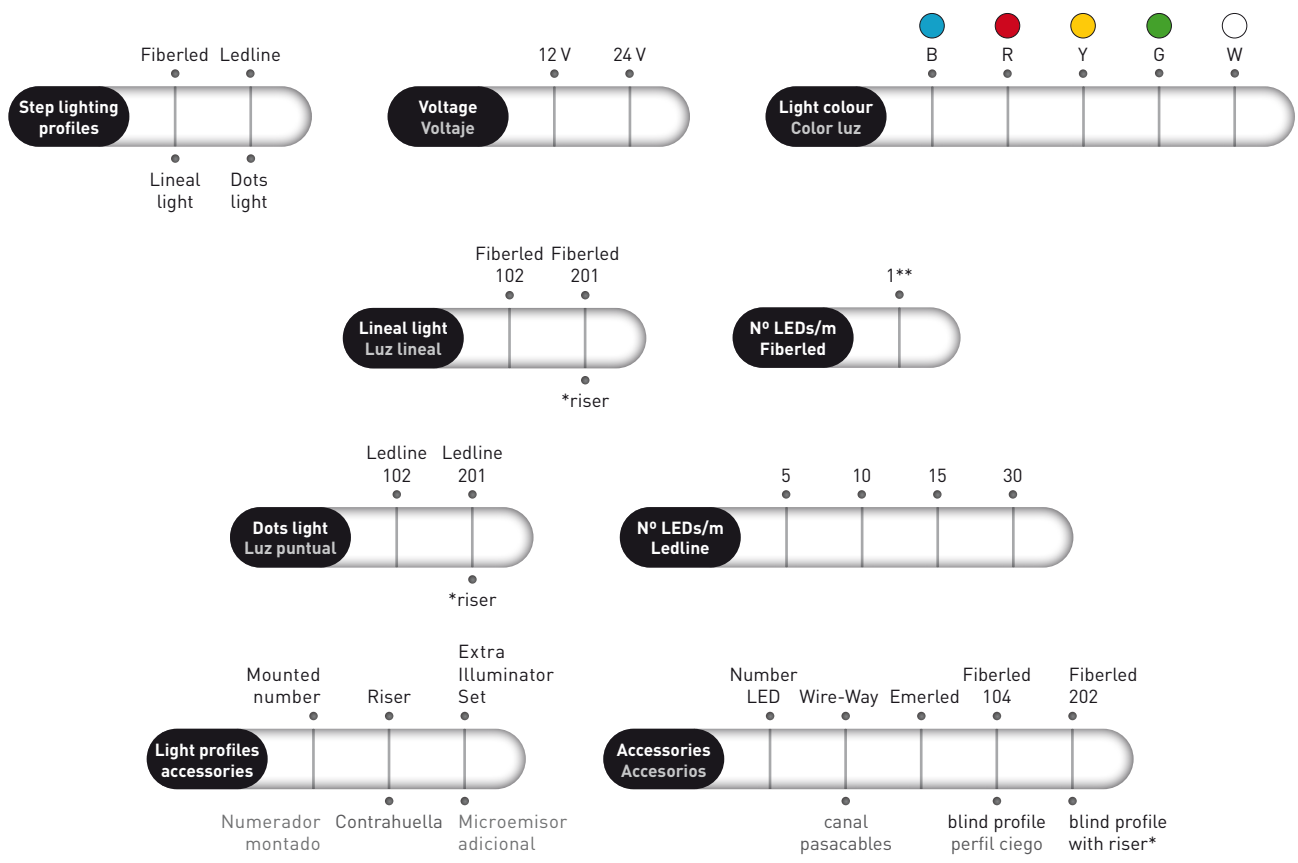 B R Y G W
Fiberled Ledline
12 V 24 V
Step lighting
profiles
Voltage
Voltaje
Light colour
Color luz
Lineal
light
Dots
light
Fiberled
102
Fiberled
201
1**
Lineal light
Luz lineal
Nº LEDs/m
Fiberled
*riser
Ledline
102
Ledline
201
5 10 15 30
Dots light
Luz puntual
Nº LEDs/m
Ledline
*riser
Mounted
number
Riser
Extra
Illuminator
Set
Number
LED
Wire-Way
Emerled
Fiberled
104
Fiberled
202
Light profiles
accessories
Accessories
Accesorios
Numerador
montado
Contrahuella
Microemisor
adicional
canal
pasacables
blind profile
perfil ciego
blind profile
with riser*